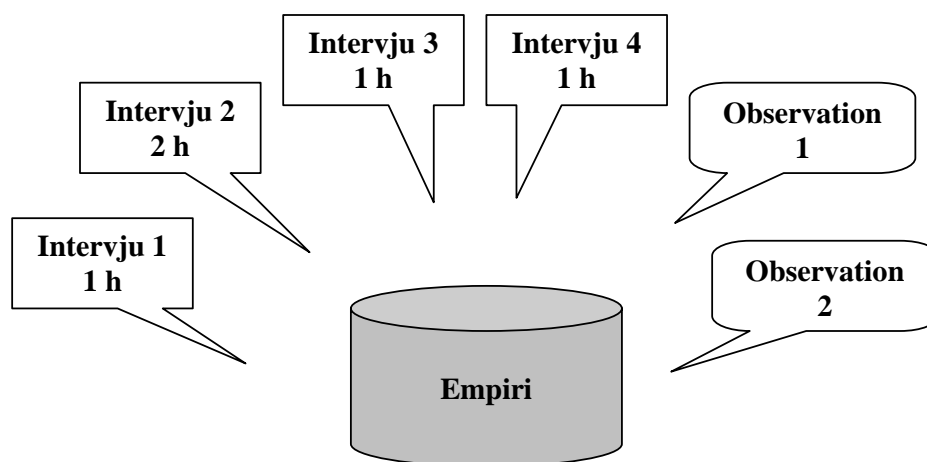 Intervju 1
1 h
Intervju 2
2 h
Intervju 3
1 h
Intervju 4
1 h
Observation
1
Observation
2
Empiri